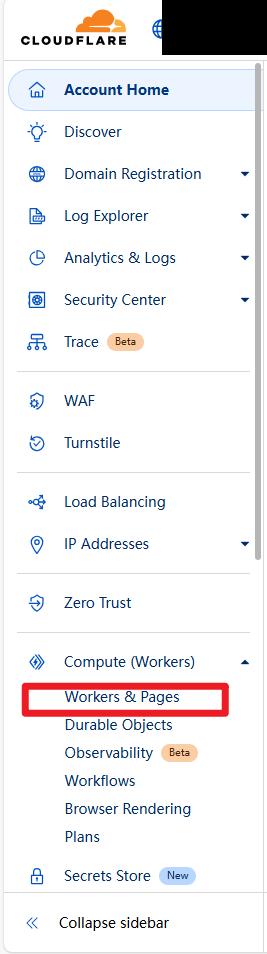 CLOUDFLARE
Account Home
Discover
Domain Registration
Log Explorer
Analytics & Logs
Security Center
Trace Beta
WAF
Turnstile
Load Balancing
IP Addresses
Zero Trust
Compute (Workers)
Workers & Pages
Durable Objects
Observability Beta
Workflows
Browser Rendering
Plans
Secrets Store New
Collapse sidebar